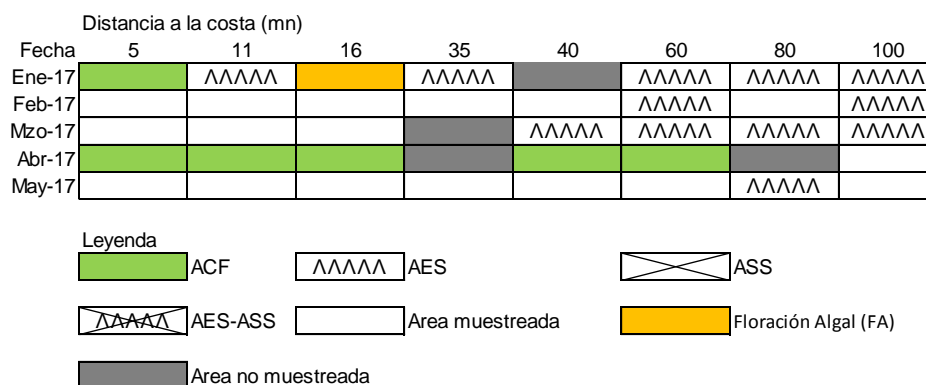 Distancia a la costa (mn)
Fecha 5 11 16 35 40 60 80 100
Ene-17 ΛΛΛΛΛ ΛΛΛΛΛ ΛΛΛΛΛ ΛΛΛΛΛ ΛΛΛΛΛ
Feb-17 ΛΛΛΛΛ ΛΛΛΛΛ
Mzo-17 ΛΛΛΛΛ ΛΛΛΛΛ ΛΛΛΛΛ ΛΛΛΛΛ
Abr-17
May-17 ΛΛΛΛΛ
Leyenda
ACF ΛΛΛΛΛ AES ASS
ΛΛΛΛΛ AES-ASS Area muestreada Floración Algal (FA)
Area no muestreada